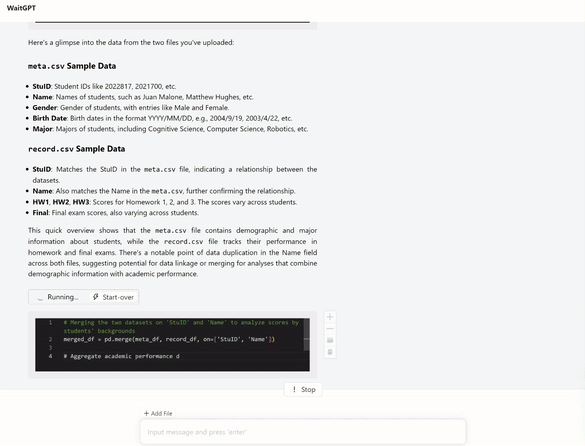 WaitGPT
Here's a glimpse into the data from the two files you've uploaded:
meta.csv Sample Data
• StuID: Student IDs like 2022817, 2021700, etc.
• Name: Names of students, such as Juan Malone, Matthew Hughes, etc.
• Gender: Gender of students, with entries like Male and Female.
• Birth Date: Birth dates in the format YYYY/MM/DD, e.g., 2004/9/19, 2003/4/22, etc.
• Major: Majors of students, including Cognitive Science, Computer Science, Robotics, etc.
record.csv Sample Data
• StuID: Matches the StuID in the meta.csv file, indicating a relationship between the
datasets.
• Name: Also matches the Name in the meta.csv, further confirming the relationship.
• HW1, HW2, HW3: Scores for Homework 1, 2, and 3. The scores vary across students.
• Final: Final exam scores, also varying across students.
This quick overview shows that the meta.csv file contains demographic and major
information about students, while the record.csv file tracks their performance in
homework and final exams. There's a notable point of data duplication in the Name field
across both files, suggesting potential for data linkage or merging for analyses that combine
demographic information with academic performance.
Running... Start-over
1 # Merging the two datasets on 'StuID' and 'Name' to analyze scores by
students' backgrounds
2 merged_df = pd.merge(meta_df, record_df, on=['StuID', 'Name'])
3
4 # Aggregate academic performance d
! Stop
+ Add File
Input message and press 'enter'